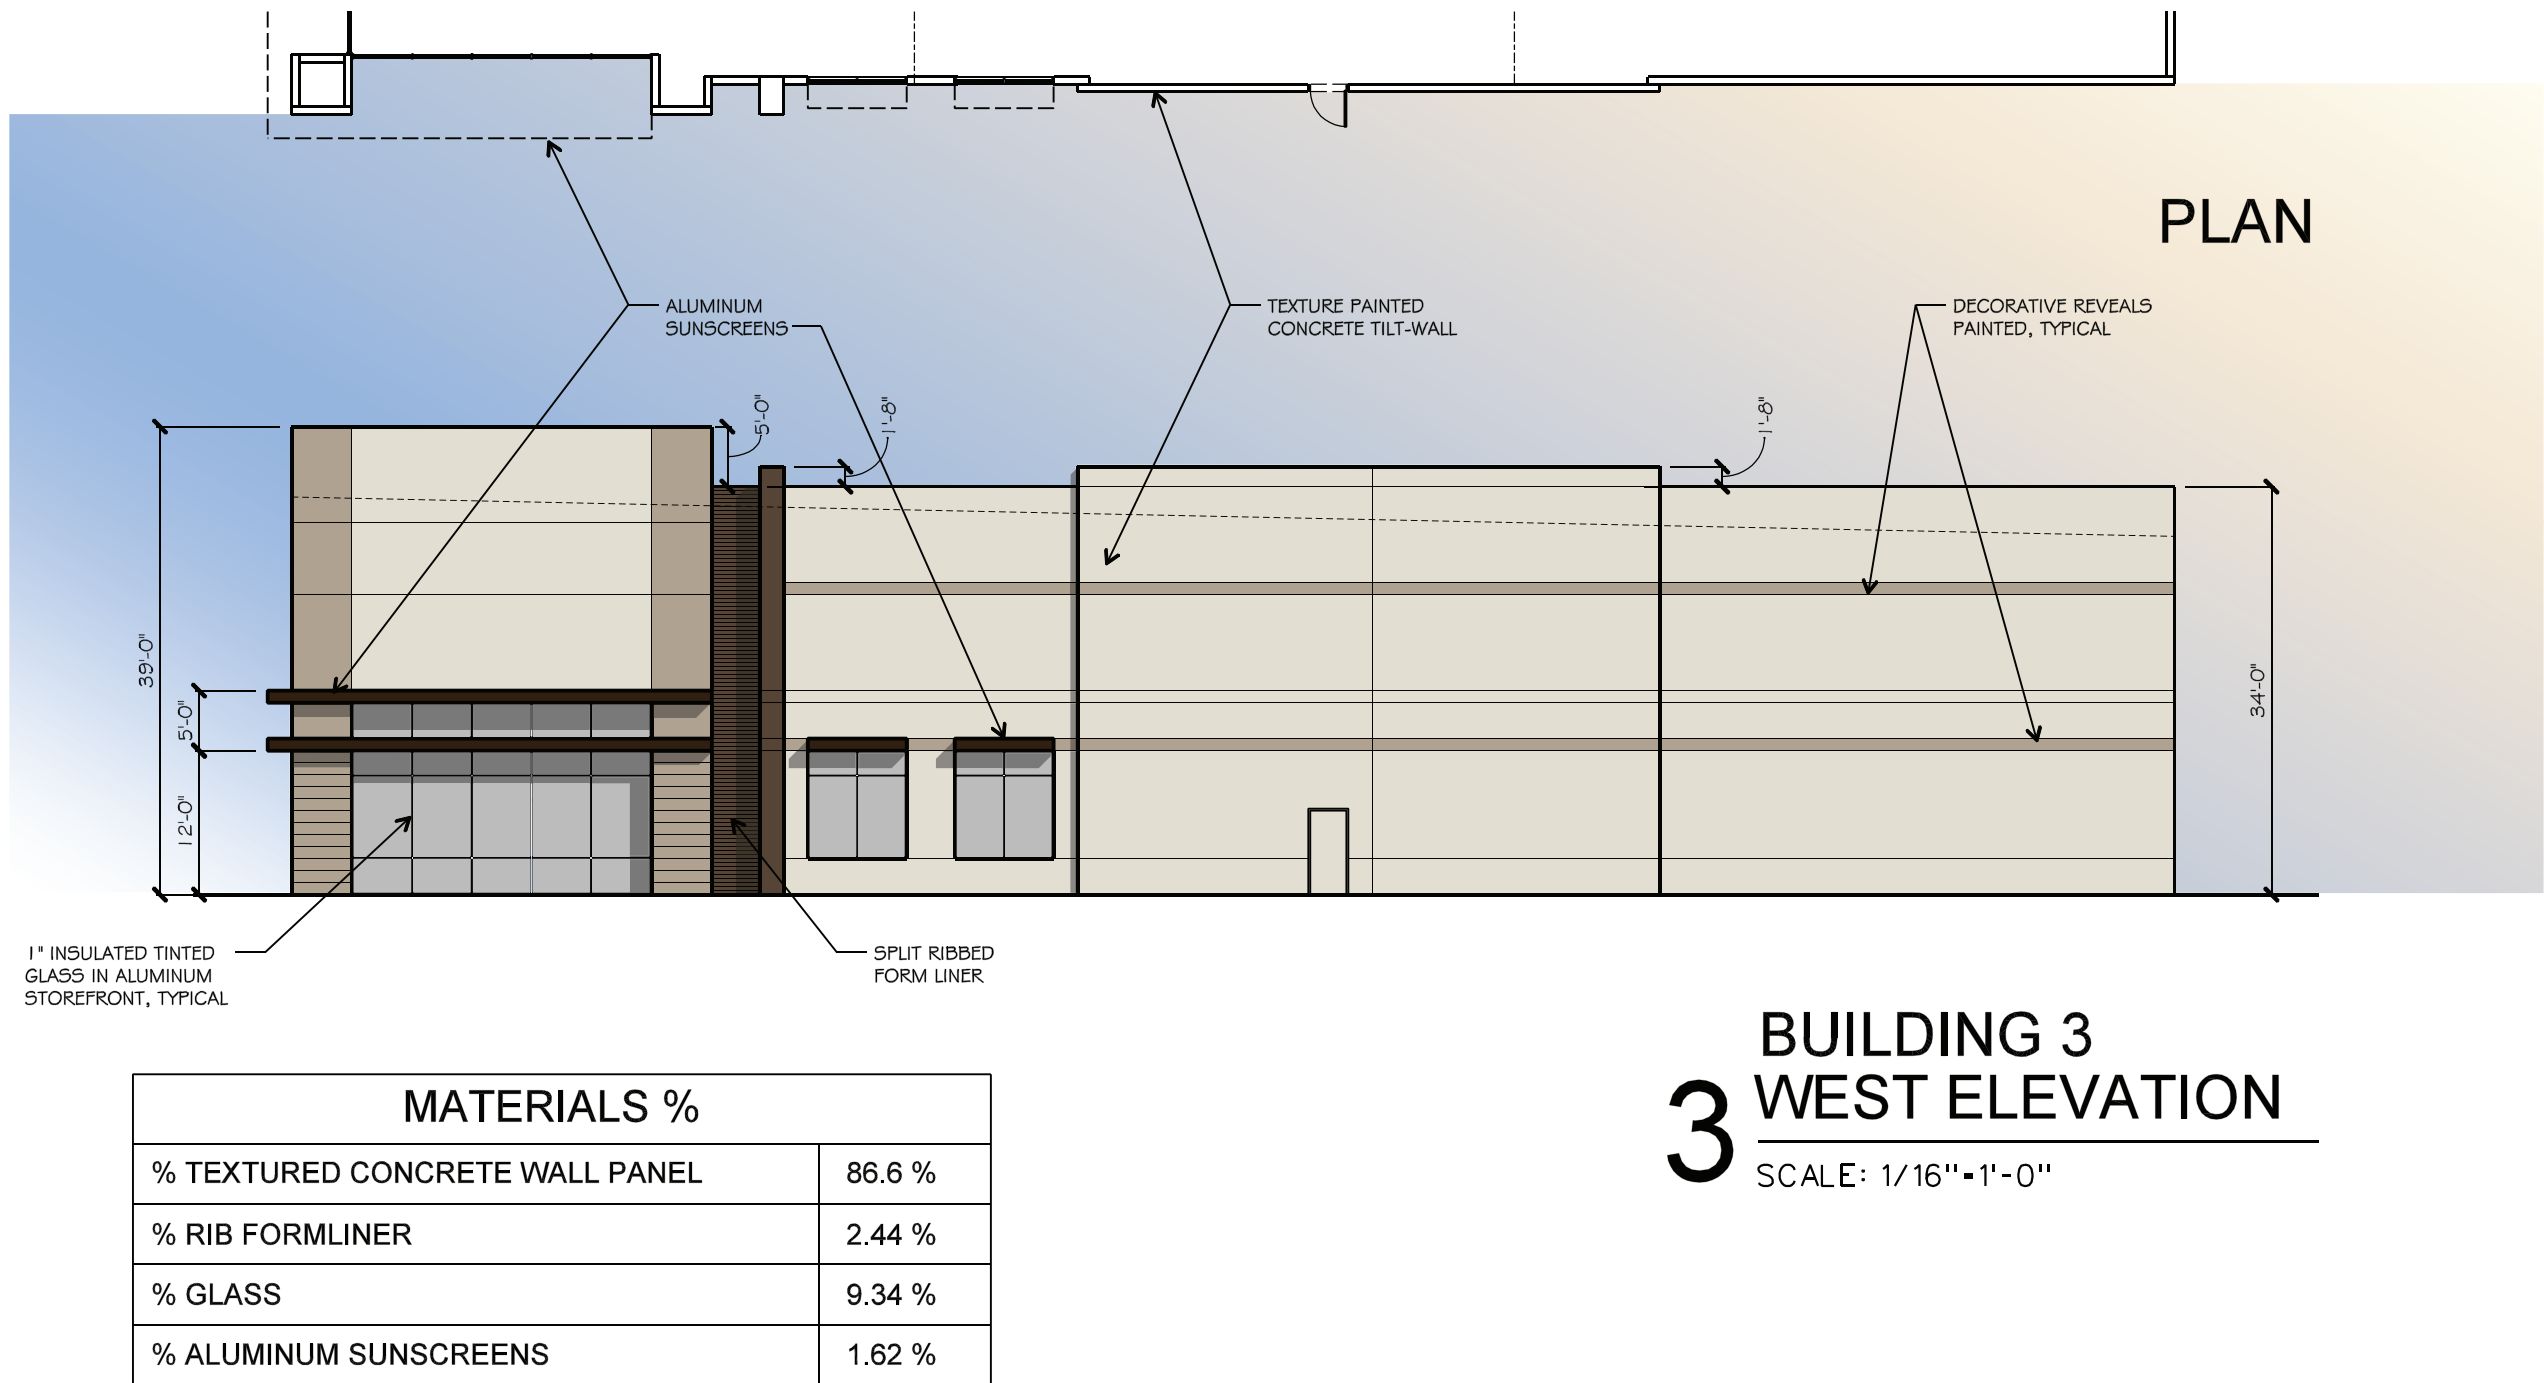 PLAN
ALUMINUM
SUNSCREENS
TEXTURE PAINTED
CONCRETE TILT-WALL
DECORATIVE REVEALS
PAINTED, TYPICAL
5'-0"
1'-8"
1'-8"
39'-0"
5'-0"
12'-0"
34'-0"
1" INSULATED TINTED
GLASS IN ALUMINUM
STOREFRONT, TYPICAL
SPLIT RIBBED
FORM LINER
BUILDING 3
3 WEST ELEVATION
SCALE: 1/16"-1'-0"
MATERIALS %
% TEXTURED CONCRETE WALL PANEL 86.6 %
% RIB FORMLINER 2.44 %
% GLASS 9.34 %
% ALUMINUM SUNSCREENS 1.62 %